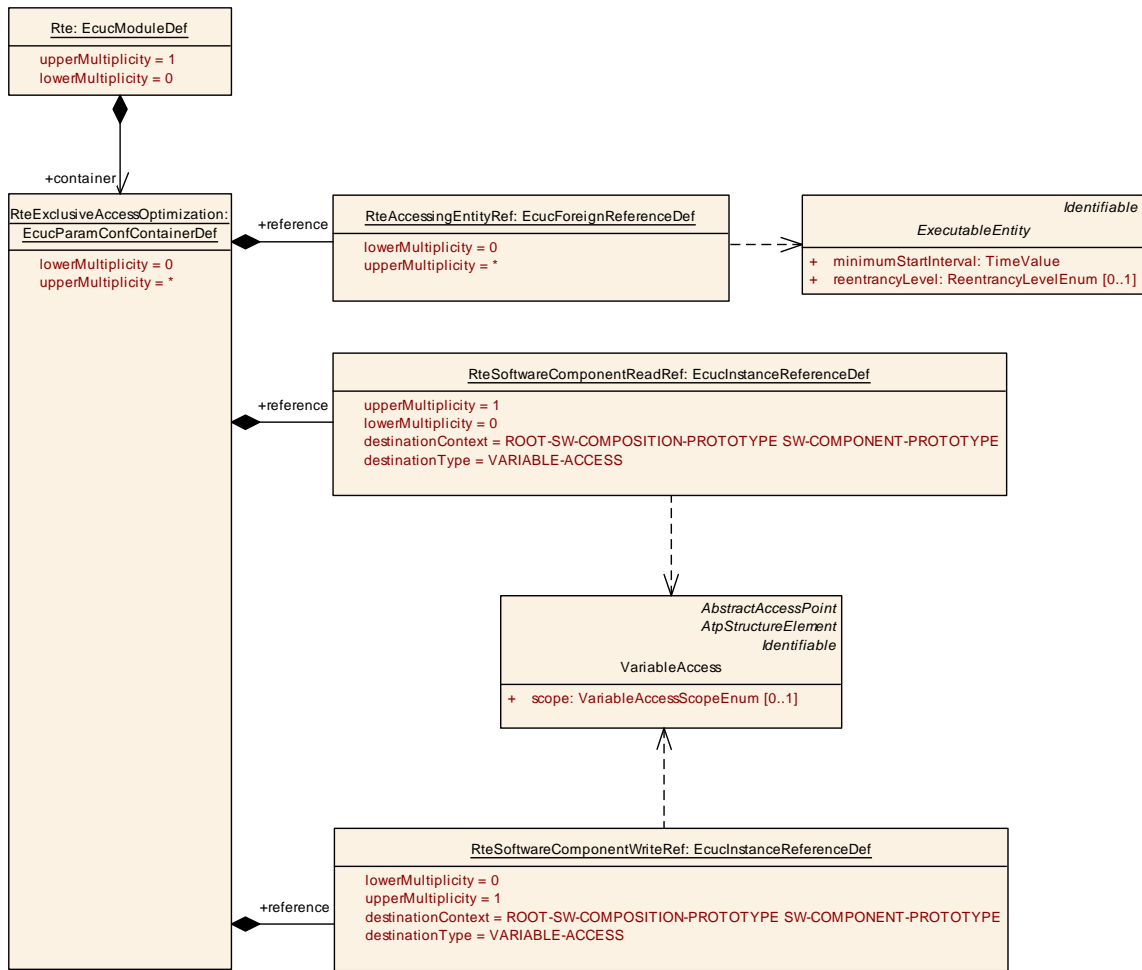 Rte: EcucModuleDef
upperMultiplicity = 1
lowerMultiplicity = 0
+container
RteExclusiveAccessOptimization:
EcucParamConfContainerDef
lowerMultiplicity = 0
upperMultiplicity = *
+reference
RteAccessingEntityRef: EcucForeignReferenceDef
lowerMultiplicity = 0
upperMultiplicity = *
Identifiable
ExecutableEntity
+ minimumStartInterval: TimeValue
+ reentrancyLevel: ReentrancyLevelEnum [0..1]
+reference
RteSoftwareComponentReadRef: EcucInstanceReferenceDef
upperMultiplicity = 1
lowerMultiplicity = 0
destinationContext = ROOT-SW-COMPOSITION-PROTOTYPE SW-COMPONENT-PROTOTYPE
destinationType = VARIABLE-ACCESS
AbstractAccessPoint
AtpStructureElement
Identifiable
VariableAccess
+ scope: VariableAccessScopeEnum [0..1]
+reference
RteSoftwareComponentWriteRef: EcucInstanceReferenceDef
lowerMultiplicity = 0
upperMultiplicity = 1
destinationContext = ROOT-SW-COMPOSITION-PROTOTYPE SW-COMPONENT-PROTOTYPE
destinationType = VARIABLE-ACCESS